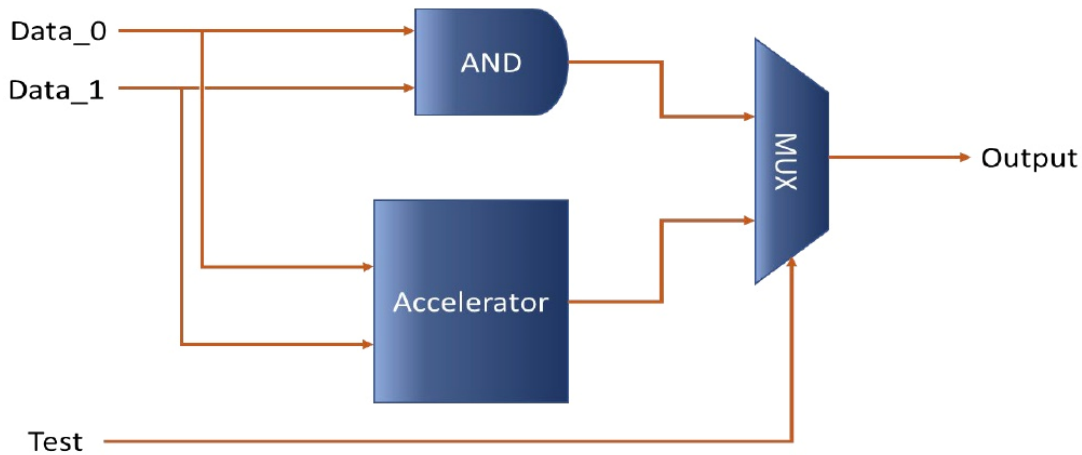 Data_0
AND
Data_1
MUX
Output
Accelerator
Test